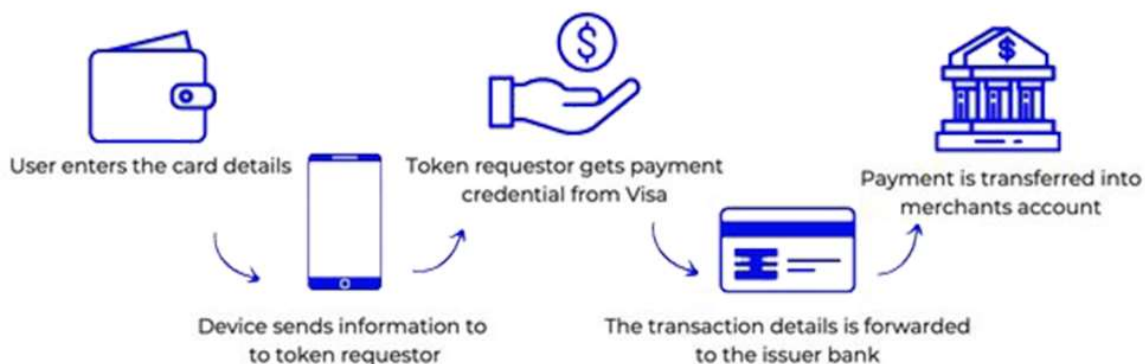 $
$
User enters the card details
Token requestor gets payment
credential from Visa
Payment is transferred into
merchants account
Device sends information to
to token requestor
The transaction details is forwarded
to the issuer bank